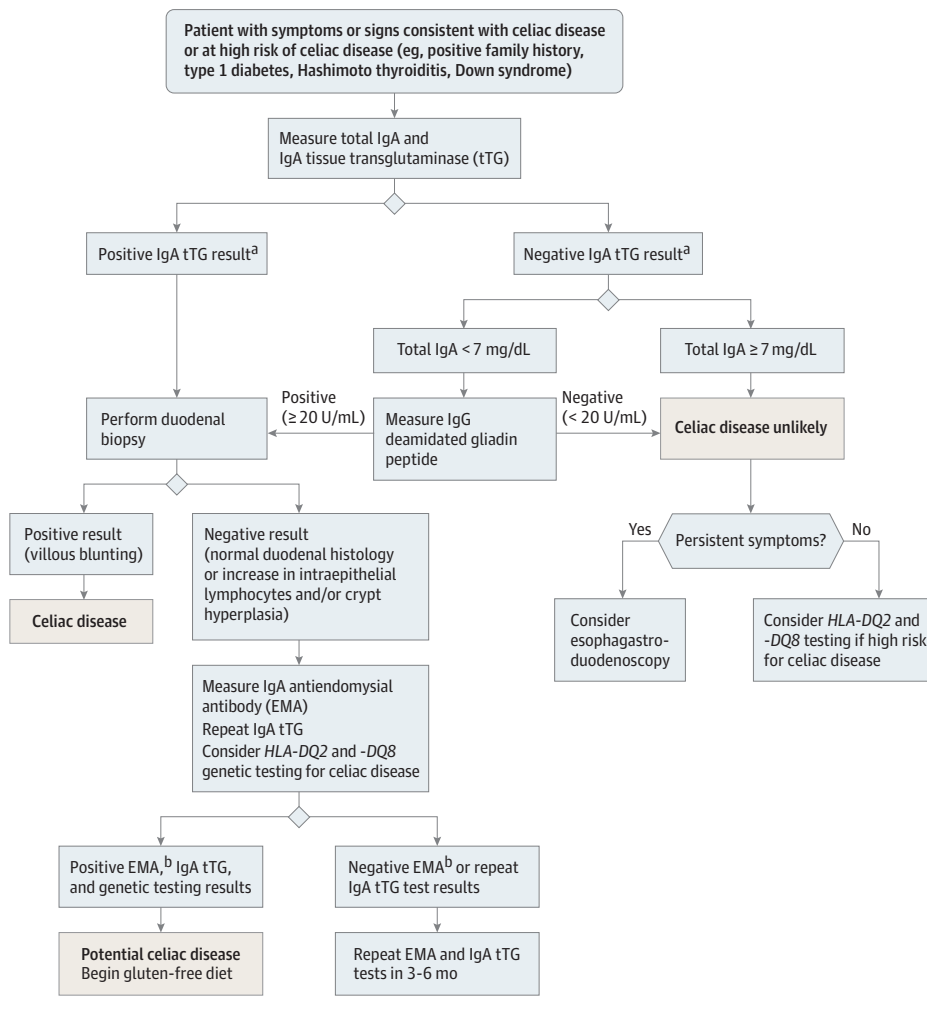 Patient with symptoms or signs consistent with celiac disease
or at high risk of celiac disease (eg, positive family history,
type 1 diabetes, Hashimoto thyroiditis, Down syndrome)
Measure total IgA and
IgA tissue transglutaminase (tTG)
Positive IgA tTG resultᵃ
Negative IgA tTG resultᵃ
Total IgA < 7 mg/dL
Total IgA ≥ 7 mg/dL
Perform duodenal
biopsy
Positive
(≥ 20 U/mL)
Measure IgG
deamidated gliadin
peptide
Negative
(< 20 U/mL)
Celiac disease unlikely
Positive result
(villous blunting)
Celiac disease
Negative result
(normal duodenal histology
or increase in intraepithelial
lymphocytes and/or crypt
hyperplasia)
Yes
Persistent symptoms?
No
Consider
esophagastro-
duodenoscopy
Consider HLA-DQ2 and
-DQ8 testing if high risk
for celiac disease
Measure IgA antiendomysial
antibody (EMA)
Repeat IgA tTG
Consider HLA-DQ2 and -DQ8
genetic testing for celiac disease
Positive EMA,ᵇ IgA tTG,
and genetic testing results
Negative EMAᵇ or repeat
IgA tTG test results
Potential celiac disease
Begin gluten-free diet
Repeat EMA and IgA tTG
tests in 3-6 mo